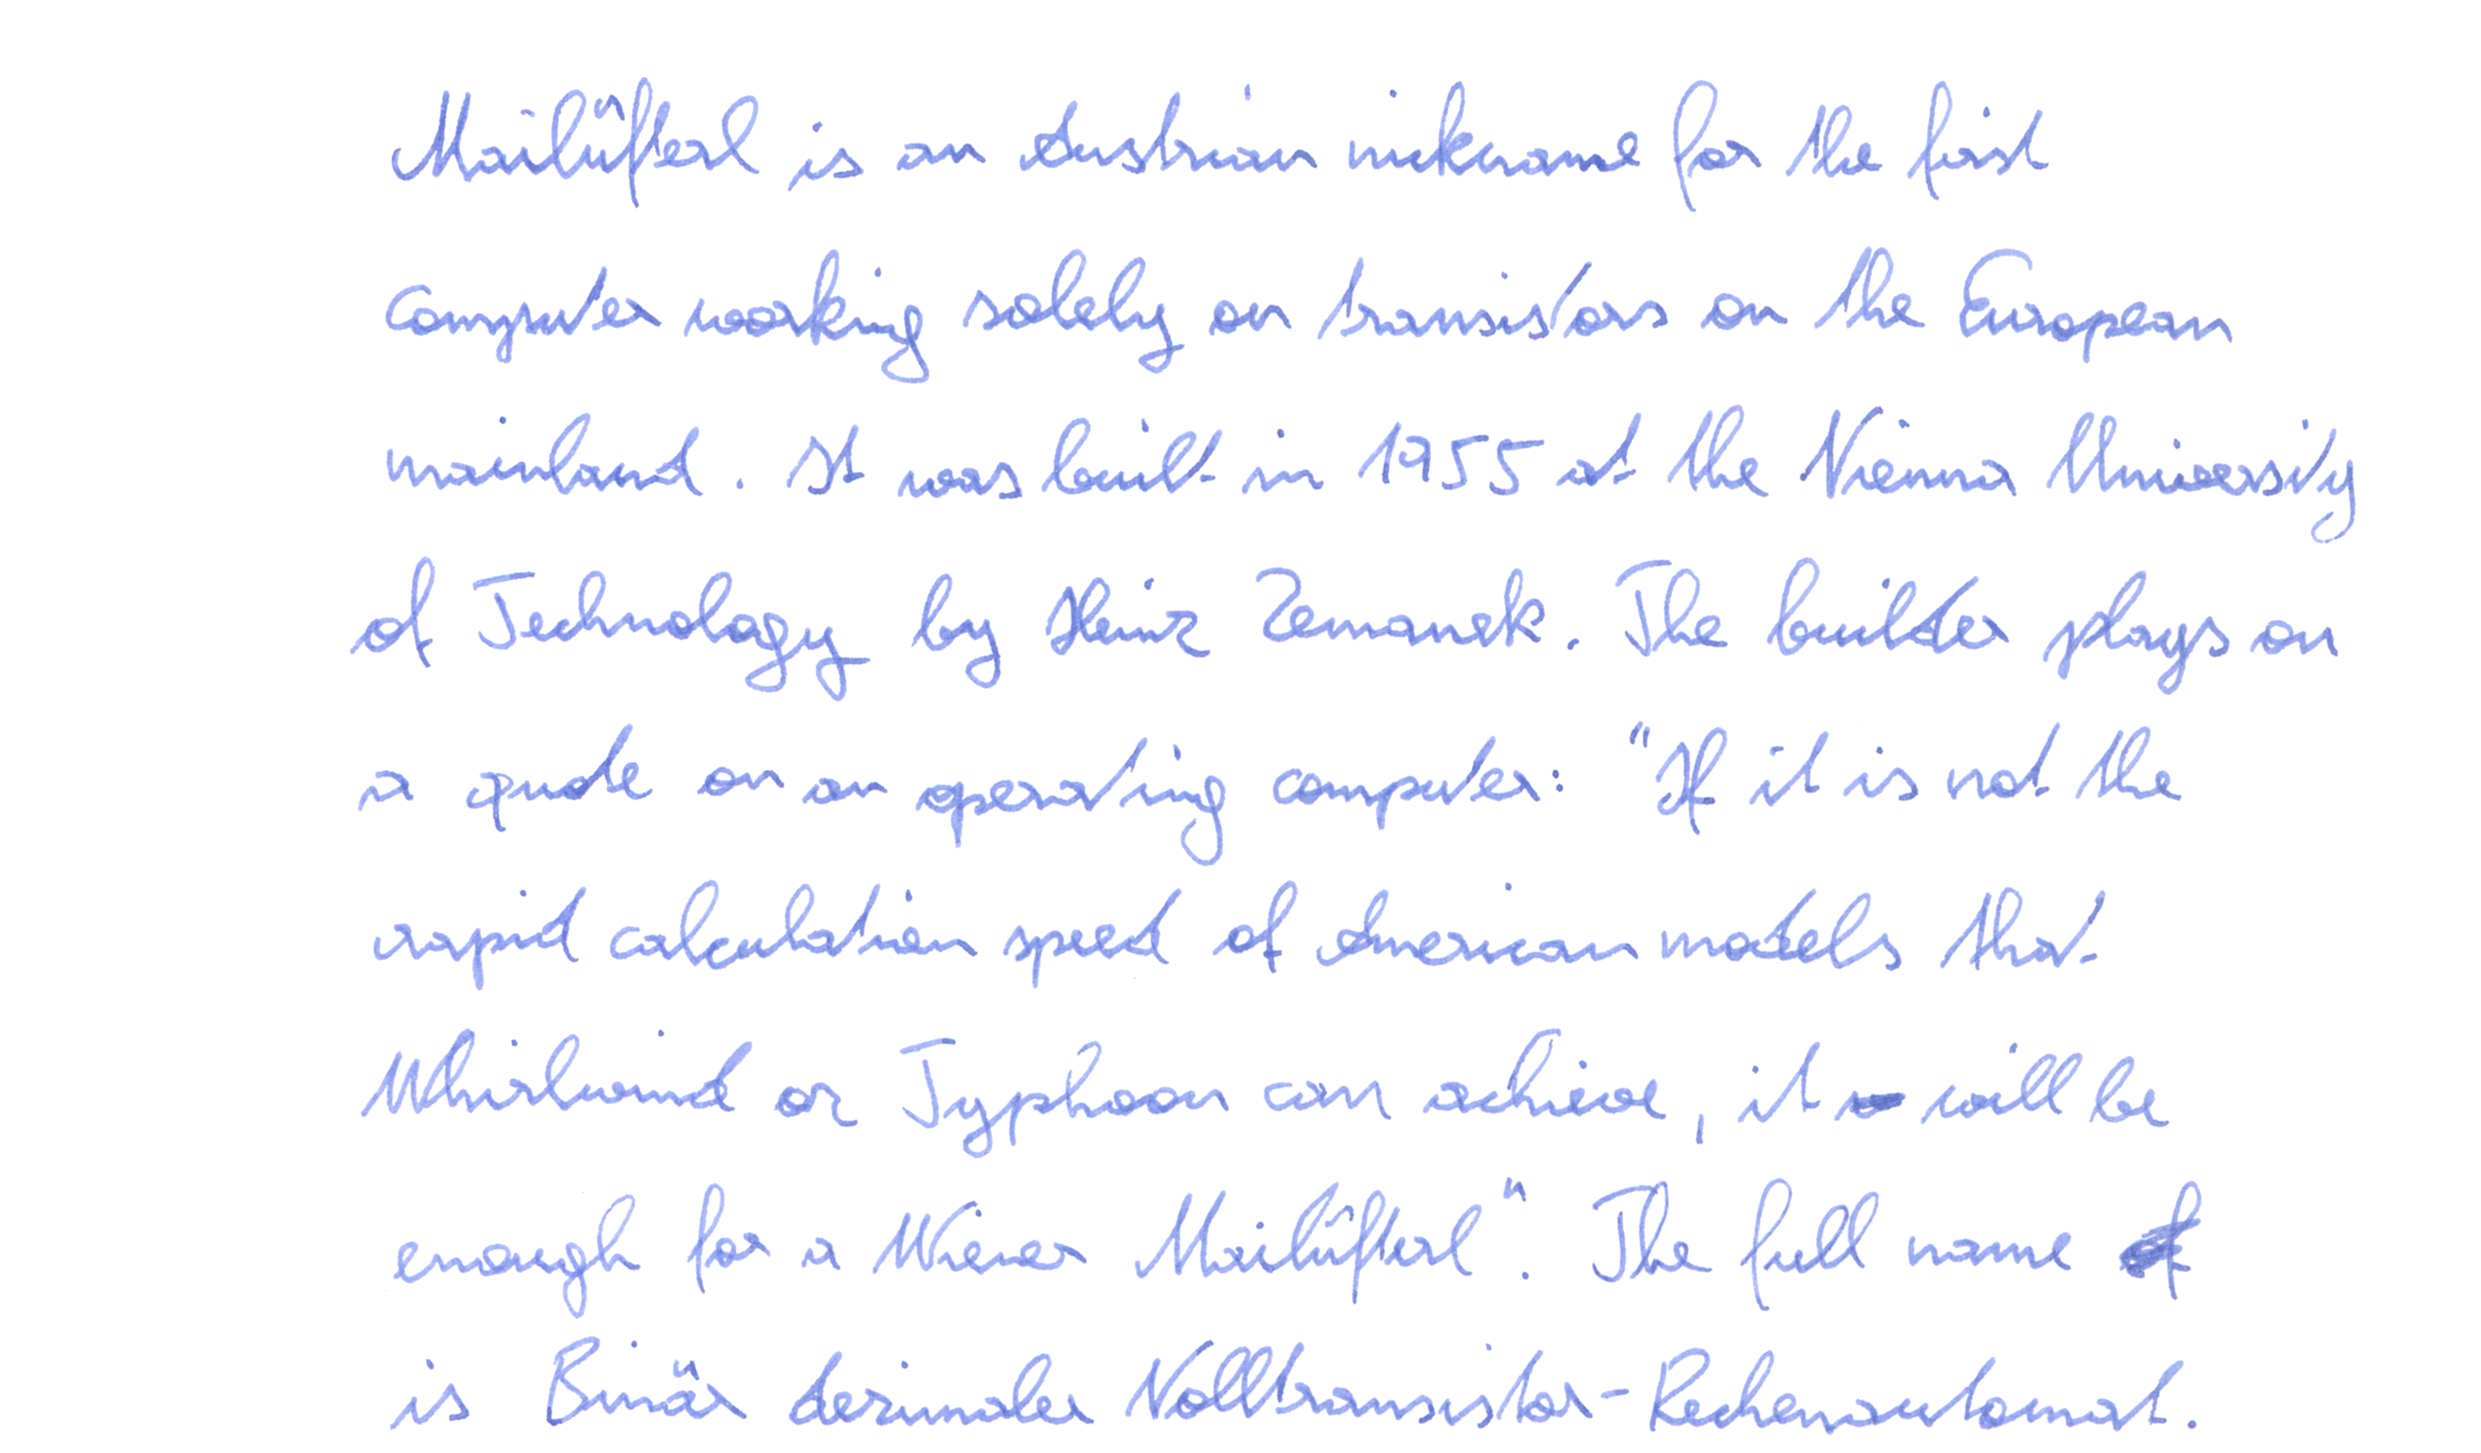 Mailüfterl is an Austrian nickname for the first
computer working solely on transistors on the European
mainland. It was built in 1955 at the Vienna University
of Technology by Heinz Zemanek. The builder plays on
a quote on an operating computer: "If it is not the
rapid calculation speed of American models that
Whirlwind or Typhoon can achieve, it will be
enough for a Wiener Mailüfterl". The full name
is Binär dezimaler Volltransistor-Rechenautomat.